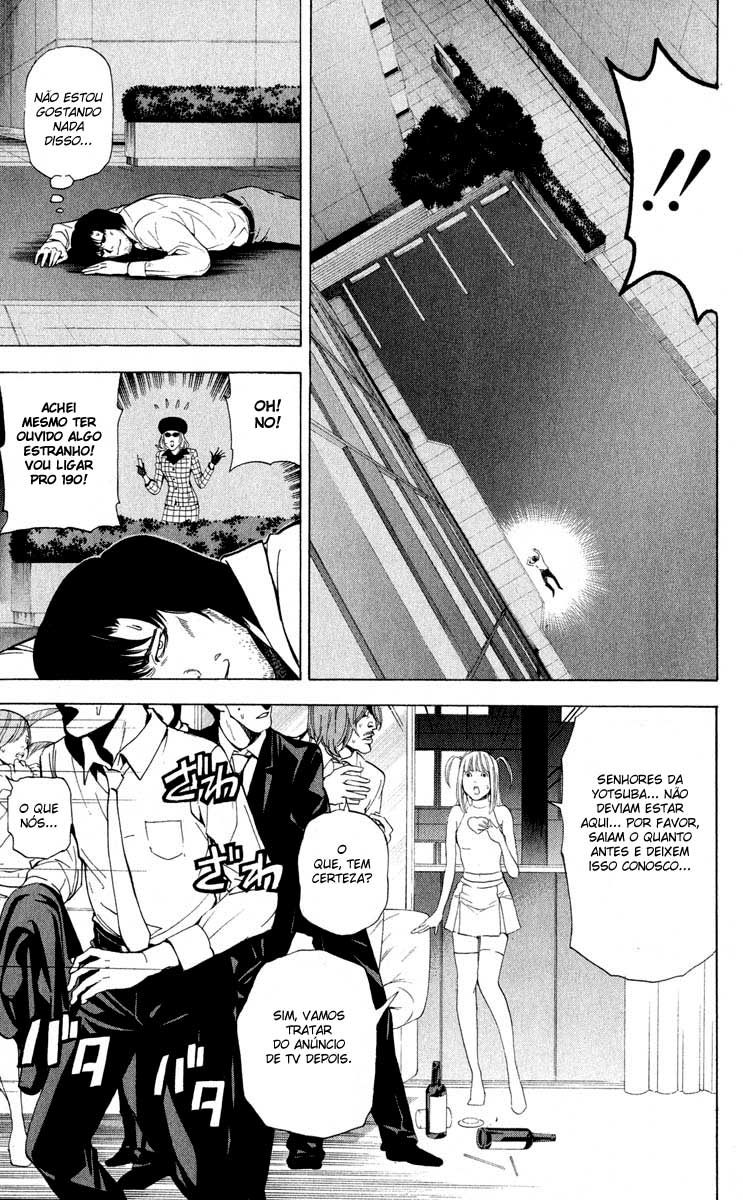 !!
NÃO ESTOU
GOSTANDO
NADA
DISSO...
OH!
NO!
ACHEI
MESMO TER
OUVIDO ALGO
ESTRANHO!
VOU LIGAR
PRO 190!
SENHORES DA
YOTSUBA... NÃO
DEVIAM ESTAR
AQUI... POR FAVOR,
SAIAM O QUANTO
ANTES E DEIXEM
ISSO CONOSCO...
O
QUE, TEM
CERTEZA?
O QUE
NÓS...
SIM, VAMOS
TRATAR
DO ANÚNCIO
DE TV DEPOIS.
ざわ
ざわ
バタ
バタ